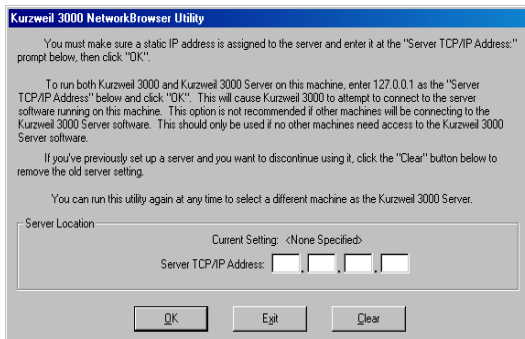 Kurzweil 3000 NetworkBrowser Utility
You must make sure a static IP address is assigned to the server and enter it at the "Server TCP/IP Address:"
prompt below, then click "OK".
To run both Kurzweil 3000 and Kurzweil 3000 Server on this machine, enter 127.0.0.1 as the "Server
TCP/IP Address" below and click "OK". This will cause Kurzweil 3000 to attempt to connect to the server
software running on this machine. This option is not recommended if other machines will be connecting to the
Kurzweil 3000 Server software. This should only be used if no other machines need access to the Kurzweil 3000
Server software.
If you've previously set up a server and you want to discontinue using it, click the "Clear" button below to
remove the old server setting.
You can run this utility again at any time to select a different machine as the Kurzweil 3000 Server.
Server Location
Current Setting: <None Specified>
Server TCP/IP Address: . . .
OK Exit Clear